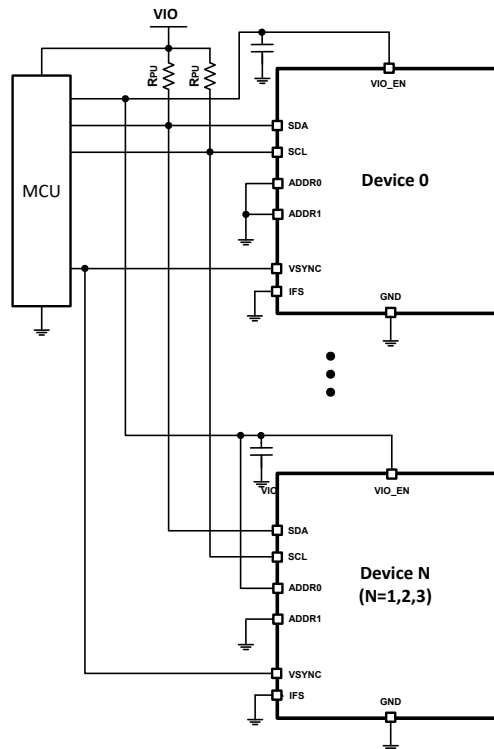 VIO
RPU
RPU
MCU
VIO_EN
SDA
SCL
ADDR0
ADDR1
VSYNC
IFS
GND
Device 0
VIO
VIO_EN
SDA
SCL
ADDR0
ADDR1
VSYNC
IFS
GND
Device N
(N=1,2,3)